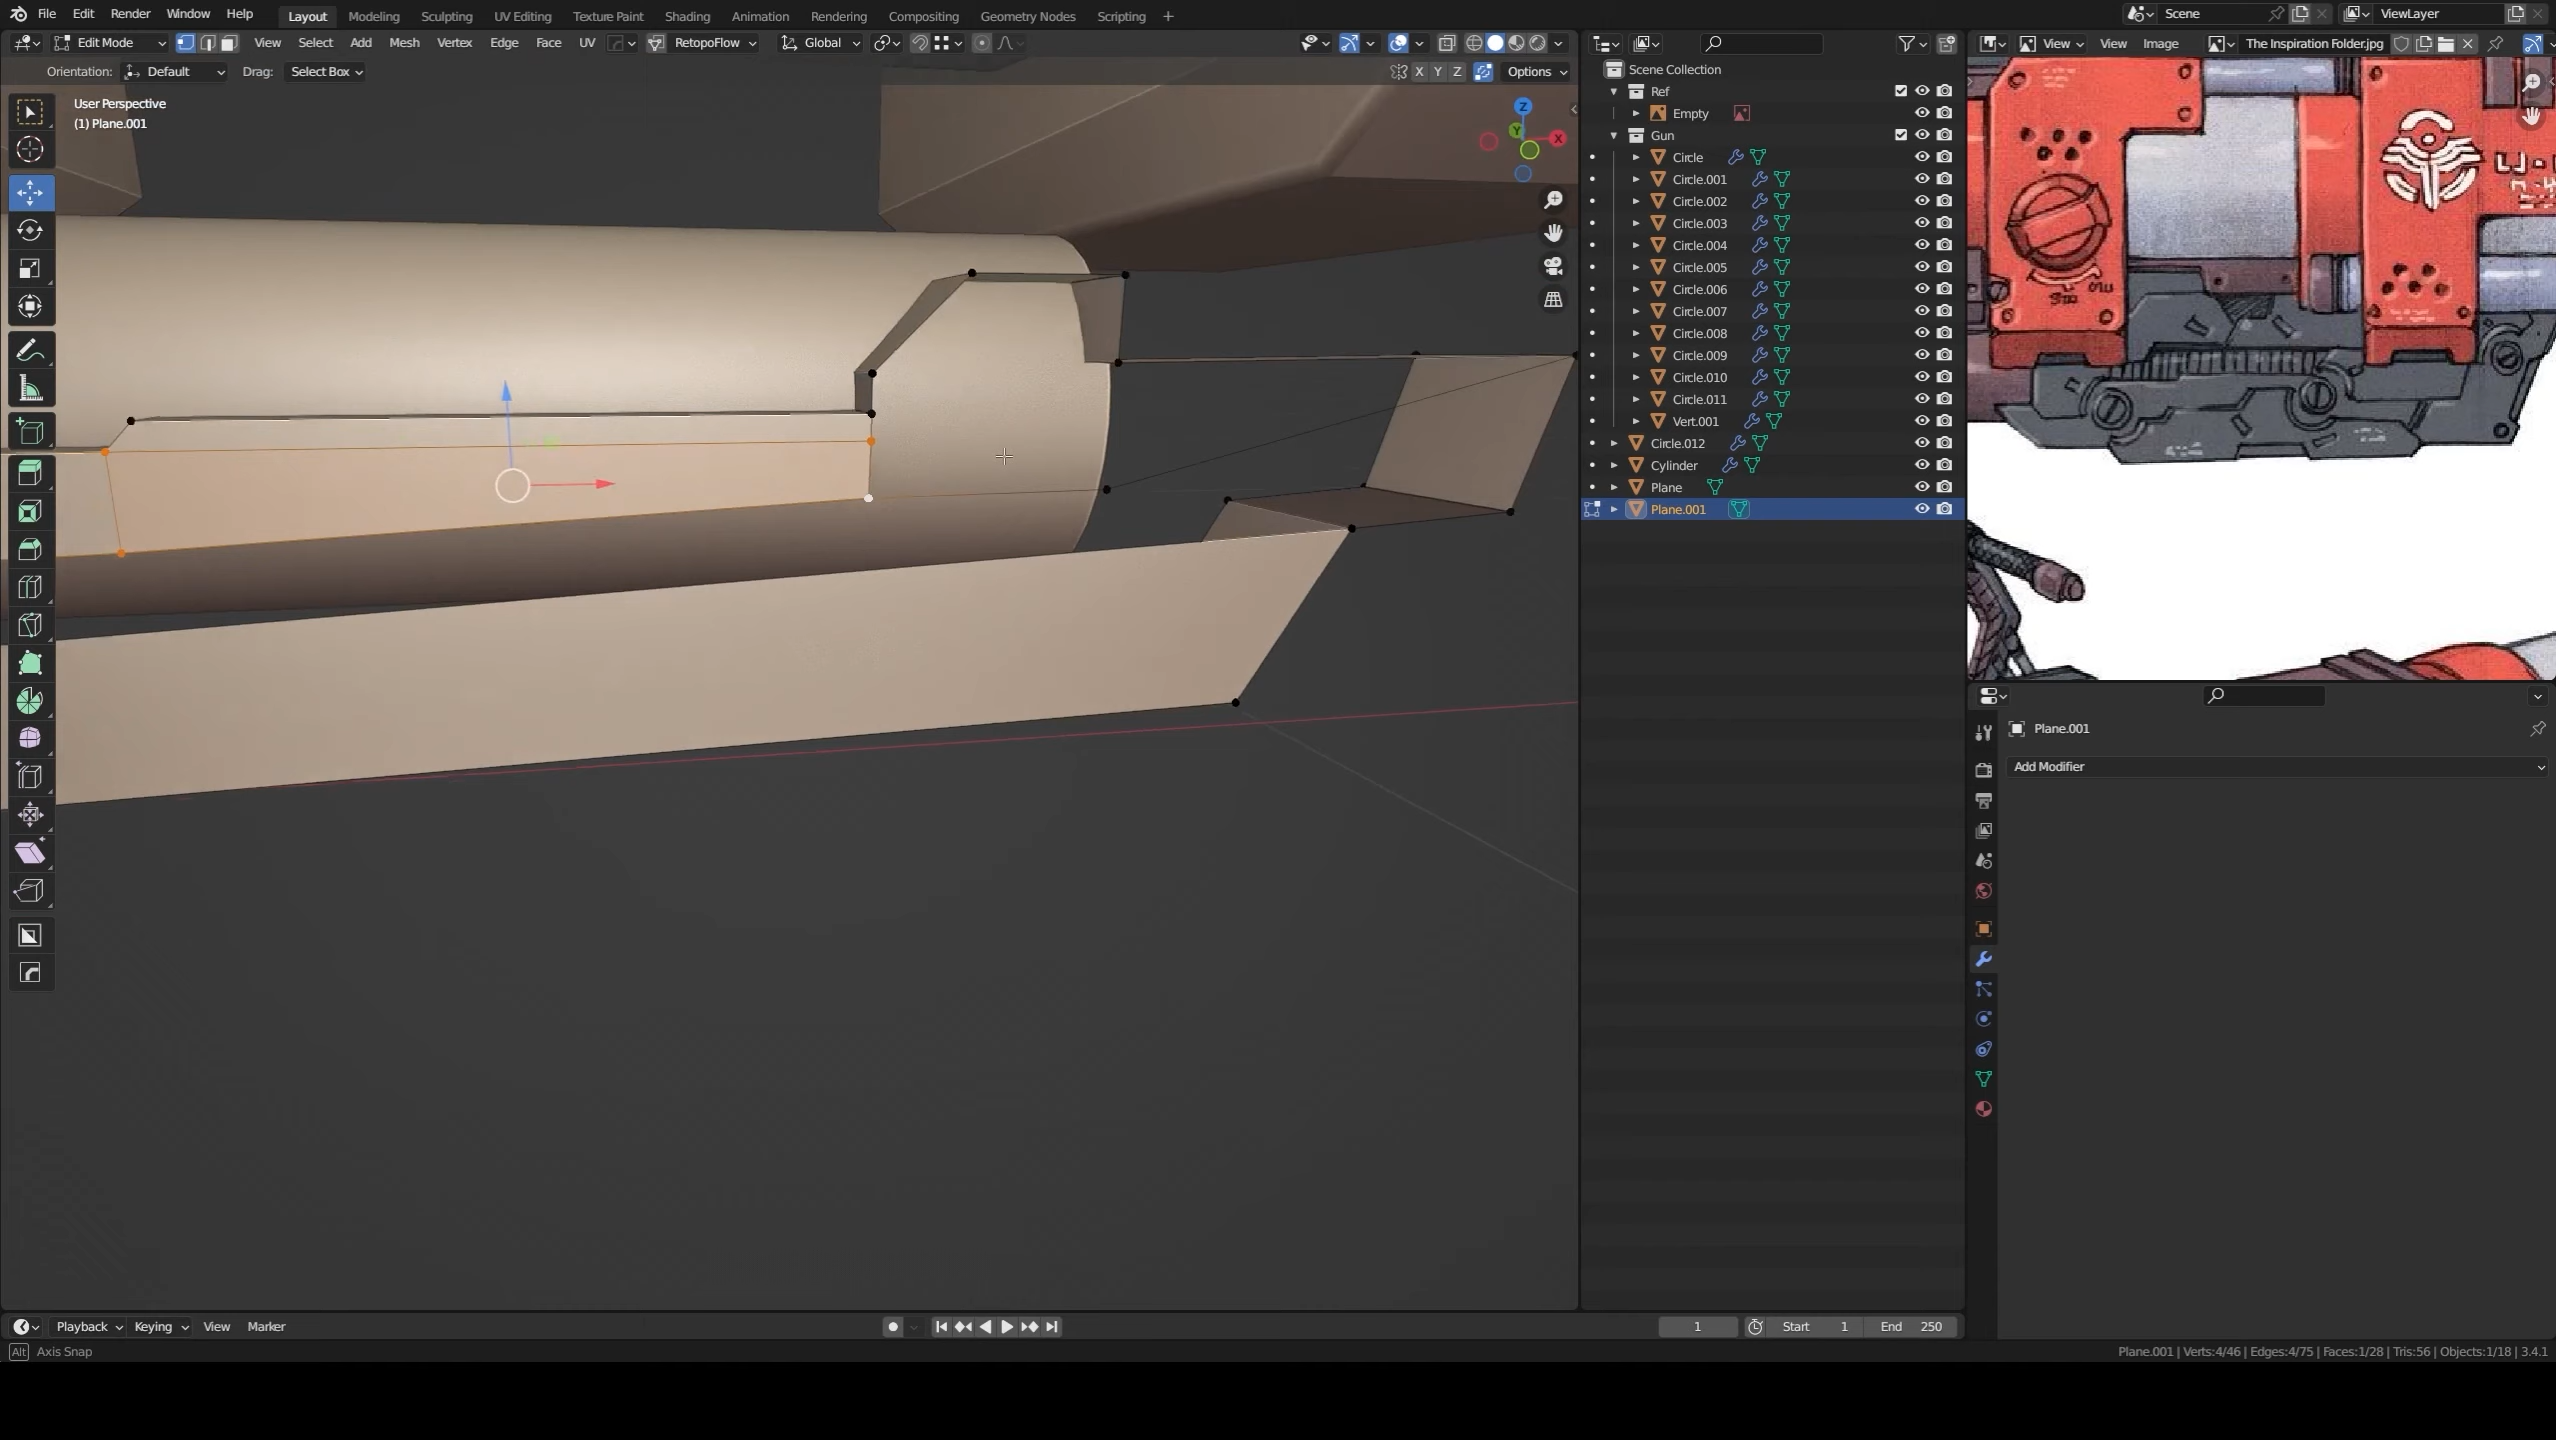 File Edit Render Window Help Layout Modeling Sculpting UV Editing Texture Paint Shading Animation Rendering Compositing Geometry Nodes Scripting + Scene ViewLayer
Edit Mode View Select Add Mesh Vertex Edge Face UV RetopoFlow Global View View Image The Inspiration Folder.jpg
Orientation: Default Drag: Select Box X Y Z Options
User Perspective
(1) Plane.001
Z
Y
X
Scene Collection
Ref
Empty
Gun
Circle
Circle.001
Circle.002
Circle.003
Circle.004
Circle.005
Circle.006
Circle.007
Circle.008
Circle.009
Circle.010
Circle.011
Vert.001
Circle.012
Cylinder
Plane
Plane.001
Plane.001
Add Modifier
Playback Keying View Marker 1 Start 1 End 250
Alt Axis Snap Plane.001 | Verts:4/46 | Edges:4/75 | Faces:1/28 | Tris:56 | Objects:1/18 | 3.4.1